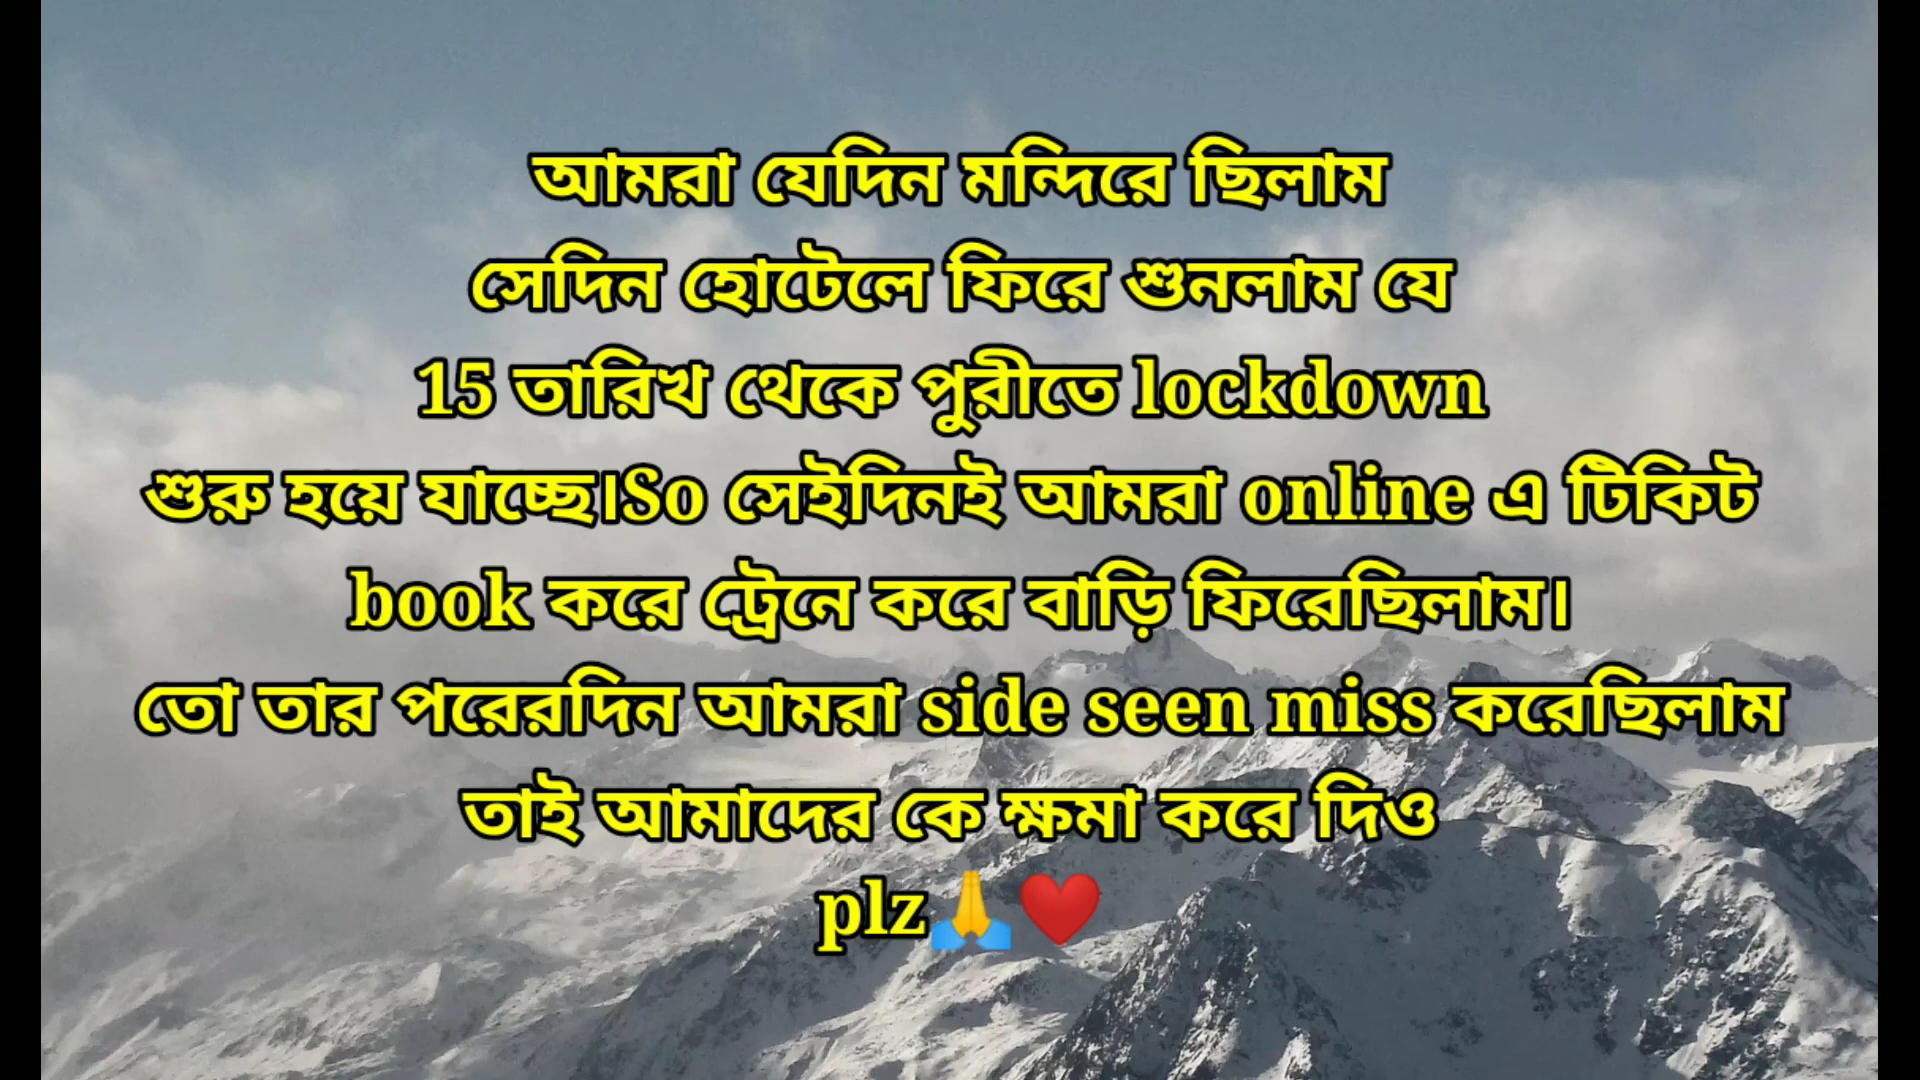 আমরা যেদিন মন্দিরে ছিলাম
সেদিন হোটেলে ফিরে শুনলাম যে
15 তারিখ থেকে পুরীতে lockdown
শুরু হয়ে যাচ্ছে।So সেইদিনই আমরা online এ টিকিট
book করে ট্রেনে করে বাড়ি ফিরেছিলাম।
তো তার পরেরদিন আমরা side seen miss করেছিলাম
তাই আমাদের কে ক্ষমা করে দিও
plz🙏❤️